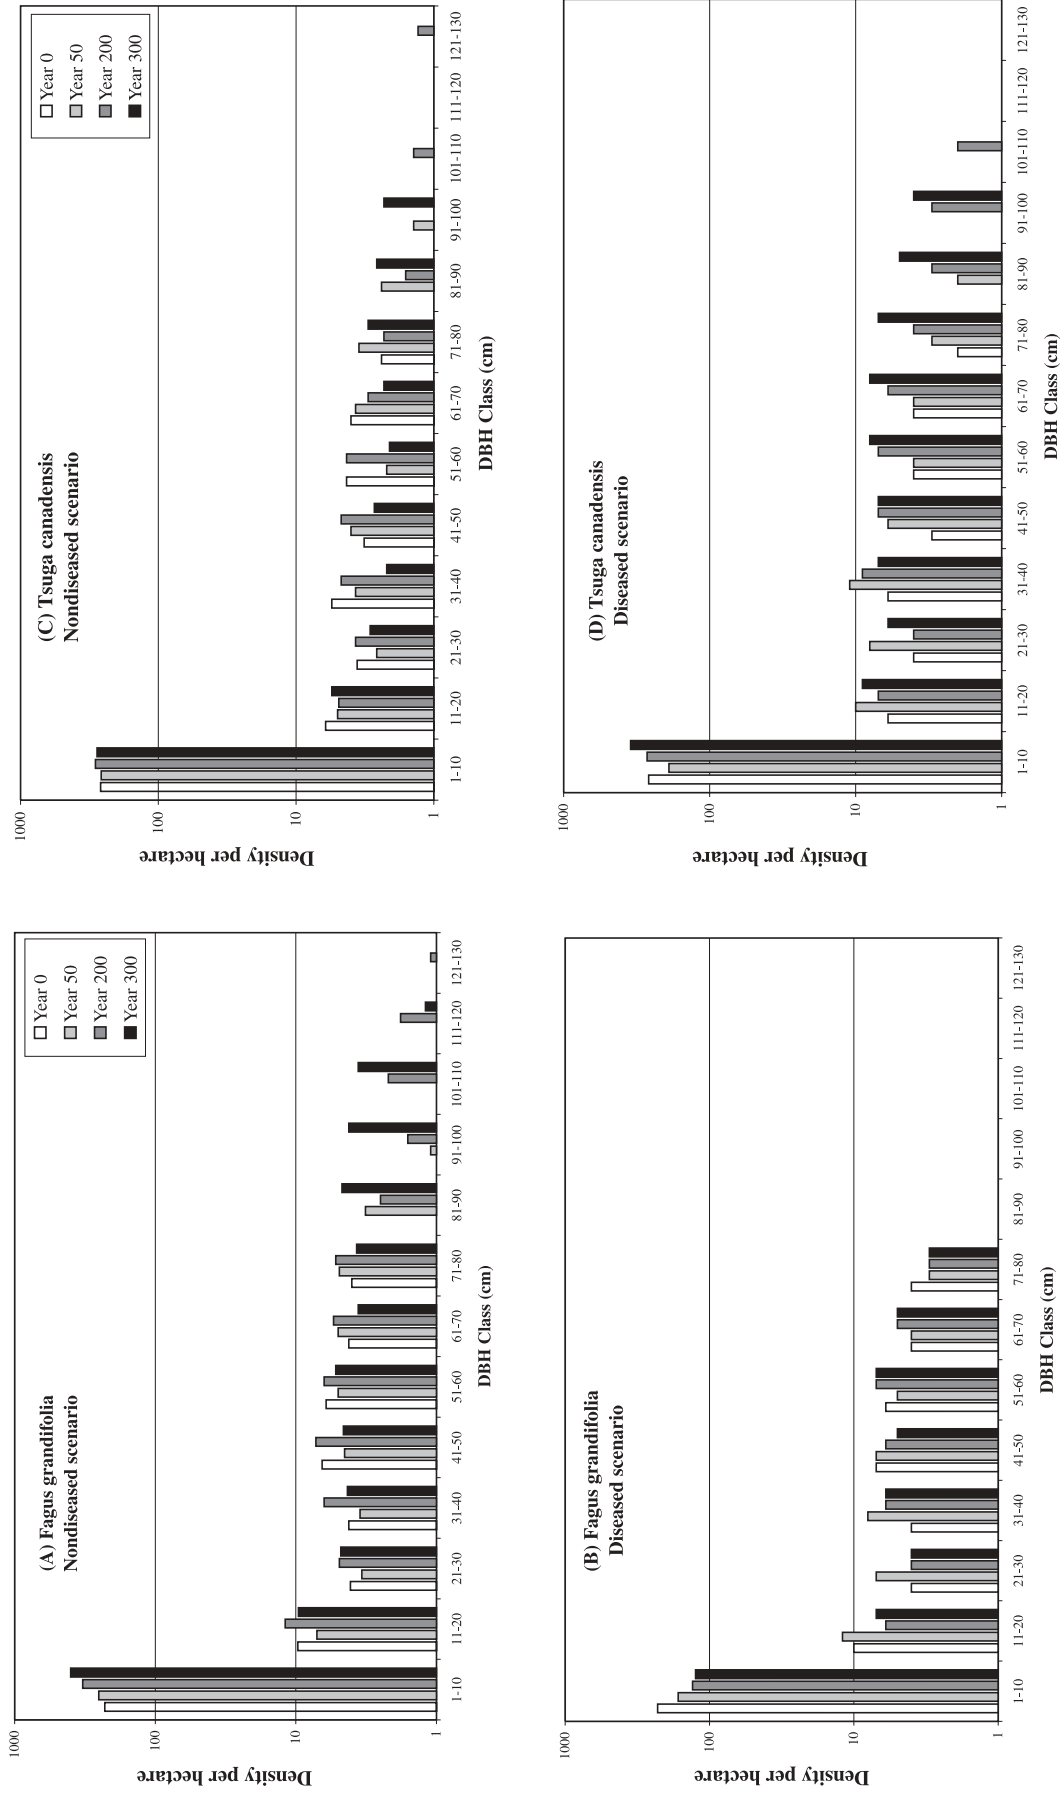 (A) Fagus grandifolia
Nondiseased scenario
Year 0
Year 50
Year 200
Year 300
Density per hectare
1000
100
10
1
1-10
11-20
21-30
31-40
41-50
51-60
61-70
71-80
81-90
91-100
101-110
111-120
121-130
DBH Class (cm)
(C) Tsuga canadensis
Nondiseased scenario
Year 0
Year 50
Year 200
Year 300
Density per hectare
1000
100
10
1
1-10
11-20
21-30
31-40
41-50
51-60
61-70
71-80
81-90
91-100
101-110
111-120
121-130
DBH Class (cm)
(B) Fagus grandifolia
Diseased scenario
Density per hectare
1000
100
10
1
1-10
11-20
21-30
31-40
41-50
51-60
61-70
71-80
81-90
91-100
101-110
111-120
121-130
DBH Class (cm)
(D) Tsuga canadensis
Diseased scenario
Density per hectare
1000
100
10
1
1-10
11-20
21-30
31-40
41-50
51-60
61-70
71-80
81-90
91-100
101-110
111-120
121-130
DBH Class (cm)